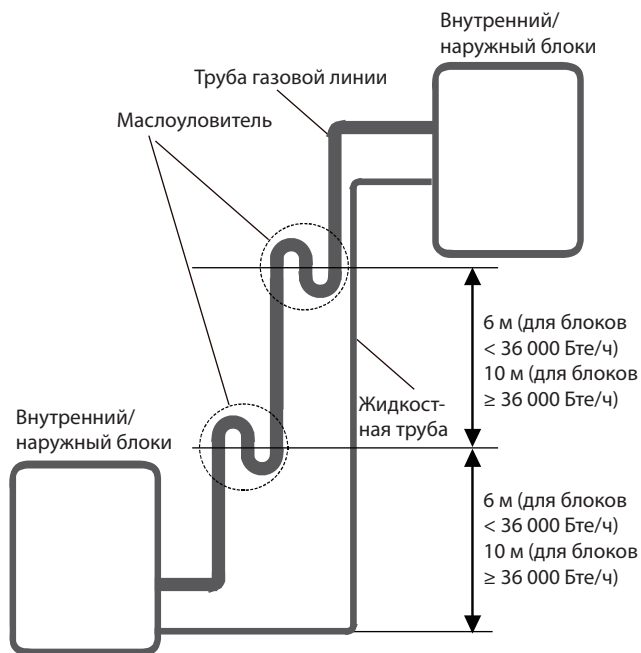 Внутренний/
наружный блоки
Труба газовой линии
Маслоуловитель
6 м (для блоков
< 36 000 Бте/ч)
10 м (для блоков
≥ 36 000 Бте/ч)
Жидкост-
ная труба
Внутренний/
наружный блоки
6 м (для блоков
< 36 000 Бте/ч)
10 м (для блоков
≥ 36 000 Бте/ч)